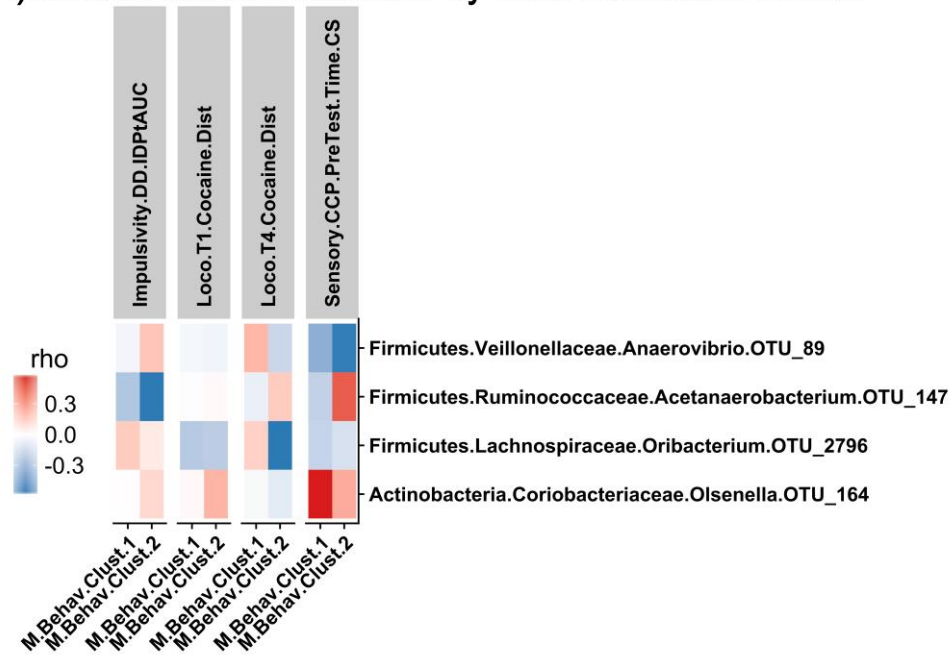 Impulsivity.DD.IDPtAUC
Loco.T1.Cocaine.Dist
Loco.T4.Cocaine.Dist
Sensory.CCP.PreTest.Time.CS
rho
0.3
0.0
-0.3
Firmicutes.Veillonellaceae.Anaerovibrio.OTU_89
Firmicutes.Ruminococcaceae.Acetanaerobacterium.OTU_147
Firmicutes.Lachnospiraceae.Oribacterium.OTU_2796
Actinobacteria.Coriobacteriaceae.Olsenella.OTU_164
M.Behav.Clust.1
M.Behav.Clust.2
M.Behav.Clust.1
M.Behav.Clust.2
M.Behav.Clust.1
M.Behav.Clust.2
M.Behav.Clust.1
M.Behav.Clust.2